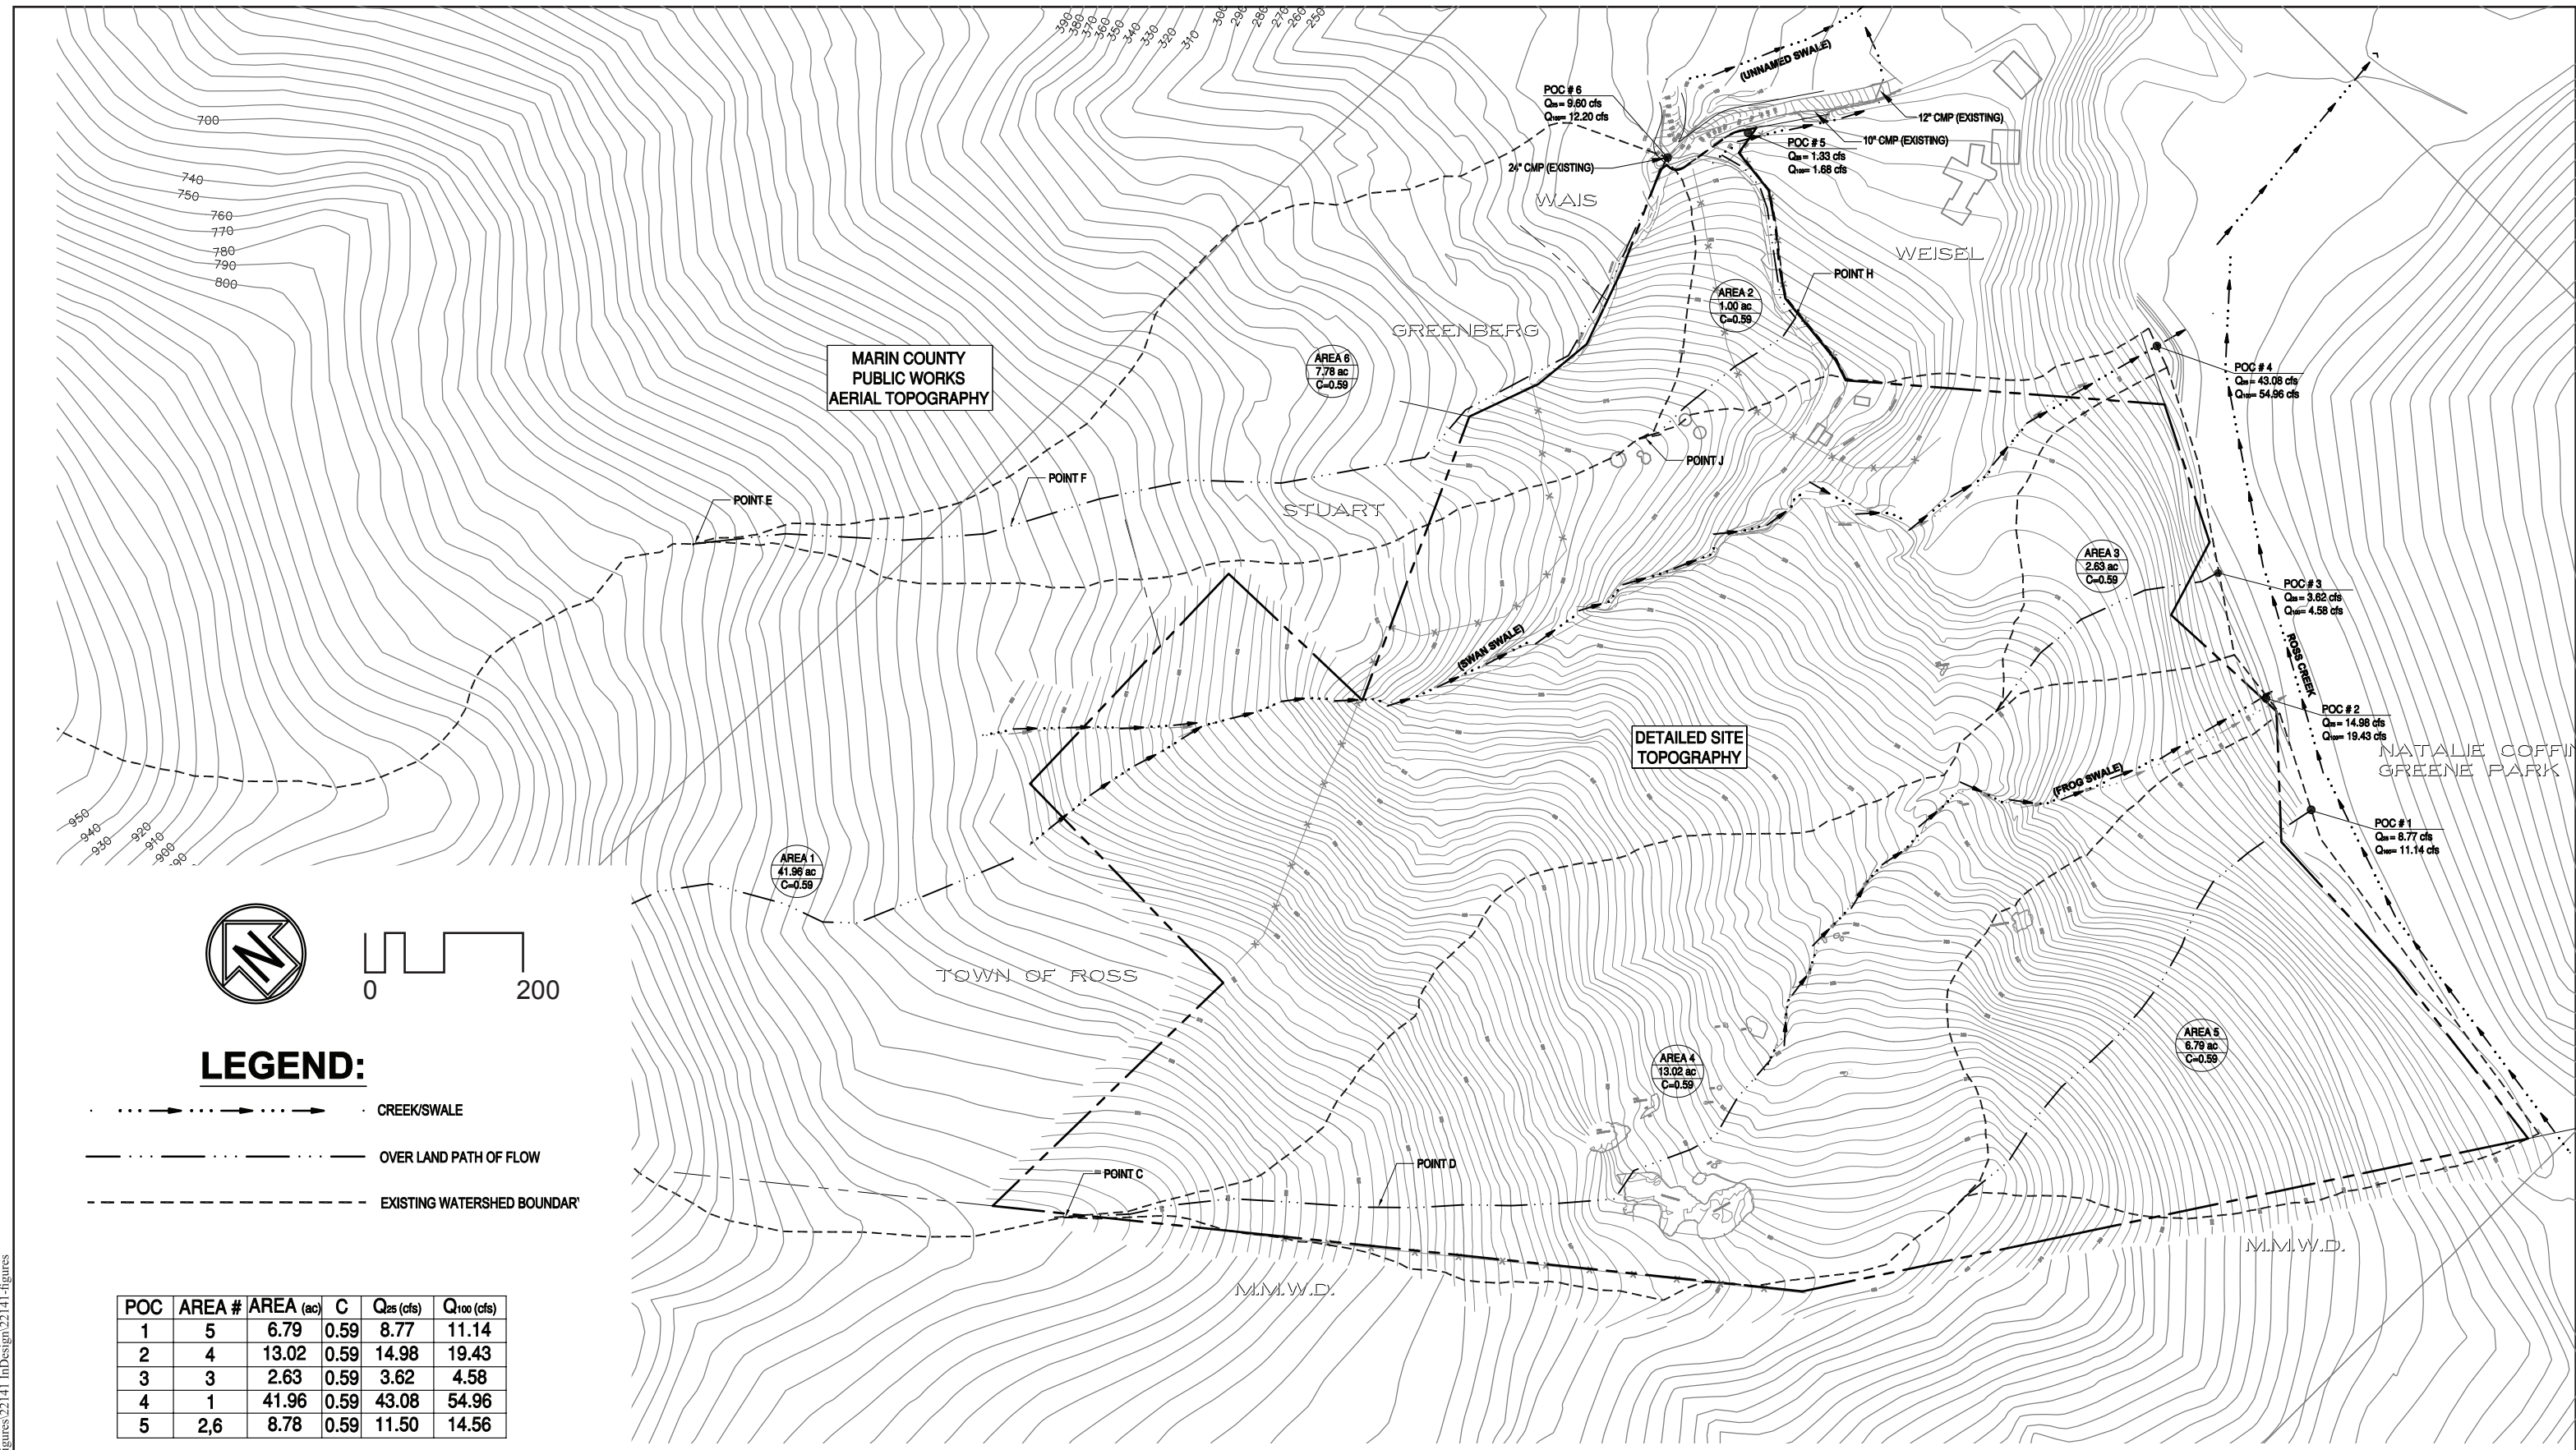 390
380
370
360
350
340
330
320
310
300
290
280
270
260
250
(UNNAMED SWALE)
POC # 6
Q25= 9.60 cfs
Q100= 12.20 cfs
12" CMP (EXISTING)
10" CMP (EXISTING)
POC # 5
Q25= 1.33 cfs
Q100= 1.68 cfs
24" CMP (EXISTING)
WAIS
WEISEL
700
740
750
760
770
780
790
800
POINT H
AREA 2
1.00 ac
C=0.59
GREENBERG
MARIN COUNTY
PUBLIC WORKS
AERIAL TOPOGRAPHY
AREA 6
7.78 ac
C=0.59
POC # 4
Q25= 43.08 cfs
Q100= 54.96 cfs
POINT J
POINT F
POINT E
STUART
AREA 3
2.63 ac
C=0.59
POC # 3
Q25= 3.62 cfs
Q100= 4.58 cfs
(SWAN SWALE)
ROSS CREEK
POC # 2
Q25= 14.98 cfs
Q100= 19.43 cfs
DETAILED SITE
TOPOGRAPHY
NATALIE COFFIN
GREENE PARK
(FROG SWALE)
POC # 1
Q25= 8.77 cfs
Q100= 11.14 cfs
950
940
930
920
910
900
90
AREA 1
41.96 ac
C=0.59
TOWN OF ROSS
N
0 200
AREA 5
6.79 ac
C=0.59
AREA 4
13.02 ac
C=0.59
LEGEND:
CREEK/SWALE
OVER LAND PATH OF FLOW
EXISTING WATERSHED BOUNDAR
POINT C
POINT D
M.M.W.D.
M.M.W.D.
POC AREA # AREA (ac) C Q25 (cfs) Q100 (cfs)
1 5 6.79 0.59 8.77 11.14
2 4 13.02 0.59 14.98 19.43
3 3 2.63 0.59 3.62 4.58
4 1 41.96 0.59 43.08 54.96
5 2,6 8.78 0.59 11.50 14.56
igures\22141 InDesign\22141-figures